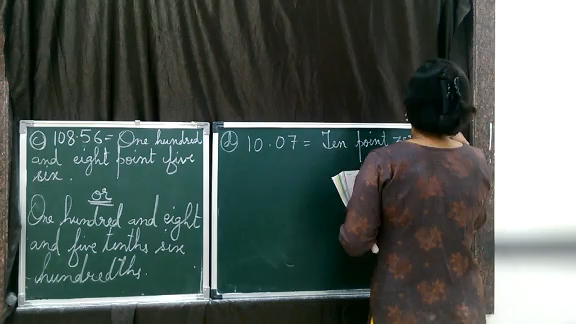 c 108.56 = One hundred
and eight point five
six.
or
One hundred and eight
and five tenths six
hundredths.
d 10.07 = Ten point